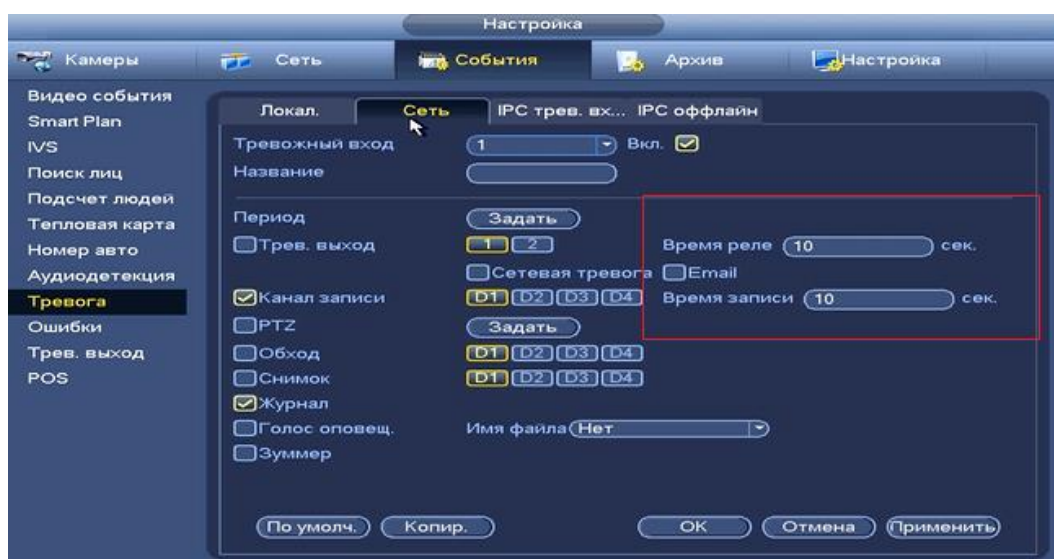 Настройка
Камеры Сеть События Архив Настройка
Видео события
Smart Plan
IVS
Поиск лиц
Подсчет людей
Тепловая карта
Номер авто
Аудиодетекция
Тревога
Ошибки
Трев. выход
POS
Локал. Сеть IPC трев. вх... IPC оффлайн
Тревожный вход 1 Вкл.
Название
Период Задать
Трев. выход 1 2 Время реле 10 сек.
Сетевая тревога Email
Канал записи D1 D2 D3 D4 Время записи 10 сек.
PTZ Задать
Обход D1 D2 D3 D4
Снимок D1 D2 D3 D4
Журнал
Голос оповещ. Имя файла Нет
Зуммер
По умолч. Копир. OK Отмена Применить